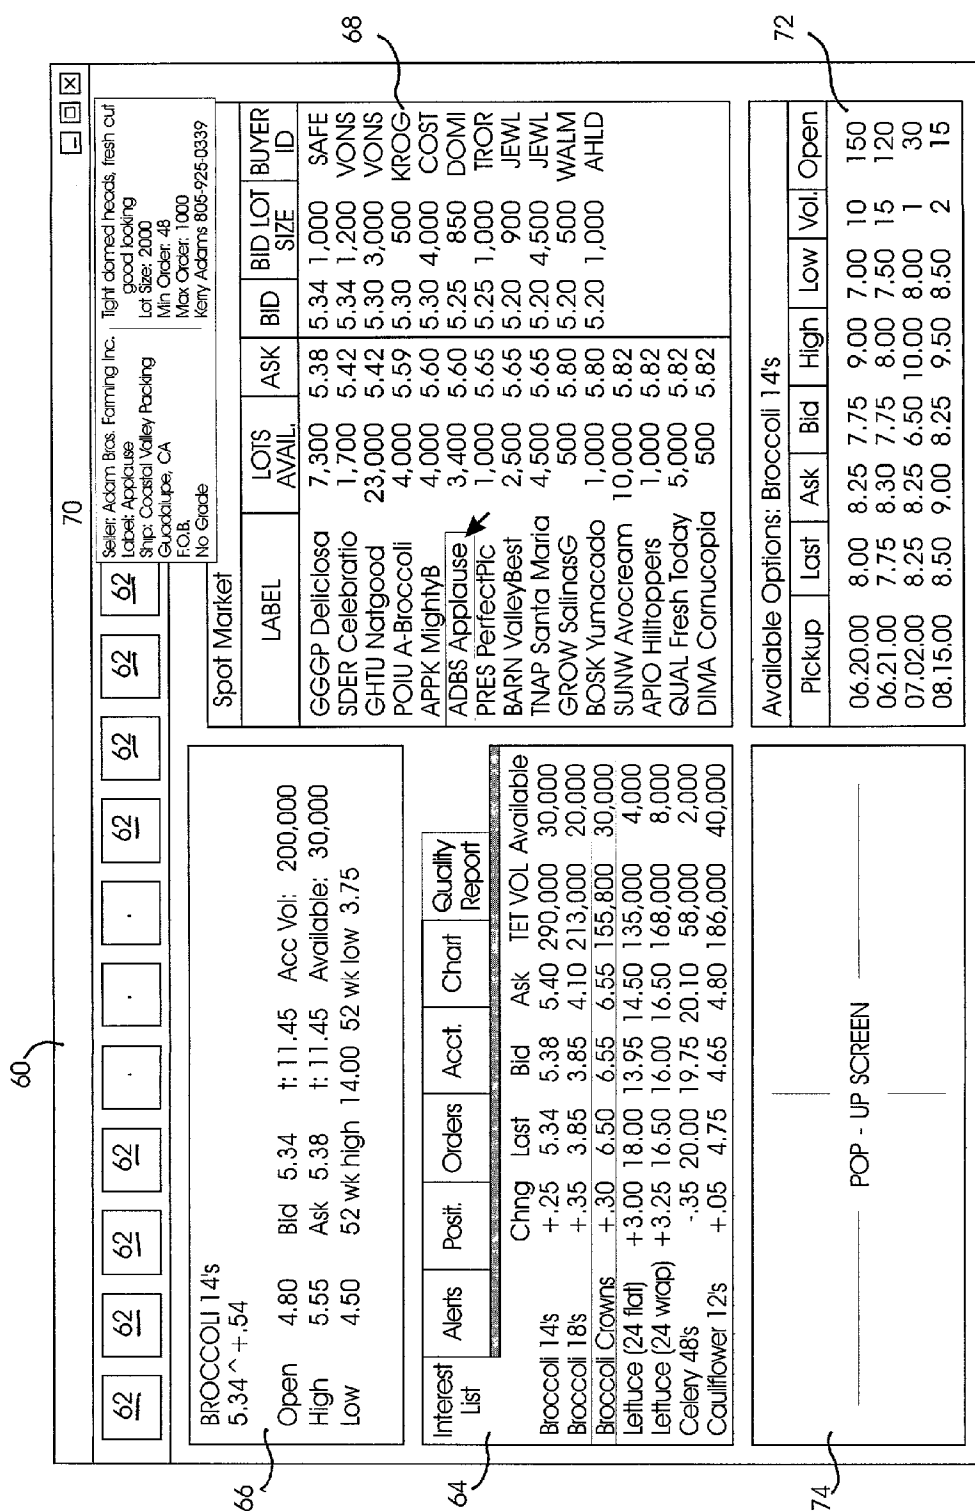 60
70
62 62 62 62 . . . 62 62 62 62
Seller: Adam Bros. Farming Inc.
Label: Applause
Ship: Coastal Valley Packing
Guadalupe, CA
F.O.B.
No Grade
Tight domed heads, fresh cut
good looking
Lot Size: 2000
Min Order: 48
Max Order: 1000
Kerry Adams 805-925-0339
66
BROCCOLI 14's
5.34 ^ +.54
Open 4.80 Bid 5.34 t: 11.45 Acc Vol: 200,000
High 5.55 Ask 5.38 t: 11.45 Available: 30,000
Low 4.50 52 wk high 14.00 52 wk low 3.75
64
Interest List Alerts Posit. Orders Acct. Chart Quality Report
Chng Last Bid Ask TET VOL Available
Broccoli 14's +.25 5.34 5.38 5.40 290,000 30,000
Broccoli 18's +.35 3.85 3.85 4.10 213,000 20,000
Broccoli Crowns +.30 6.50 6.55 6.55 155,800 30,000
Lettuce (24 flat) +3.00 18.00 13.95 14.50 135,000 4,000
Lettuce (24 wrap) +3.25 16.50 16.00 16.50 168,000 8,000
Celery 48's -.35 20.00 19.75 20.10 58,000 2,000
Cauliflower 12's +.05 4.75 4.65 4.80 186,000 40,000
68
Spot Market
LABEL LOTS AVAIL. ASK BID BID LOT SIZE BUYER ID
GGGP Deliciosa 7,300 5.38 5.34 1,000 SAFE
SDER Celebratio 1,700 5.42 5.34 1,200 VONS
GHTU Natgood 23,000 5.42 5.30 3,000 VONS
POIU A-Broccoli 4,000 5.59 5.30 500 KROG
APPK MightyB 4,000 5.60 5.30 4,000 COST
ADBS Applause 3,400 5.60 5.25 850 DOMI
PRES PerfectPic 1,000 5.65 5.25 1,000 TROR
BARN ValleyBest 2,500 5.65 5.20 900 JEWL
TNAP Santa Maria 4,500 5.65 5.20 4,500 JEWL
GROW SalinasG 500 5.80 5.20 500 WALM
BOSK Yumacado 1,000 5.80 5.20 1,000 AHLD
SUNW Avocream 10,000 5.82
APIO Hilltoppers 1,000 5.82
QUAL Fresh Today 5,000 5.82
DIMA Cornucopia 500 5.82
74
POP - UP SCREEN
72
Available Options: Broccoli 14's
Pickup Last Ask Bid High Low Vol. Open
06.20.00 8.00 8.25 7.75 9.00 7.00 10 150
06.21.00 7.75 8.30 7.75 8.00 7.50 15 120
07.02.00 8.25 8.25 6.50 10.00 8.00 1 30
08.15.00 8.50 9.00 8.25 9.50 8.50 2 15